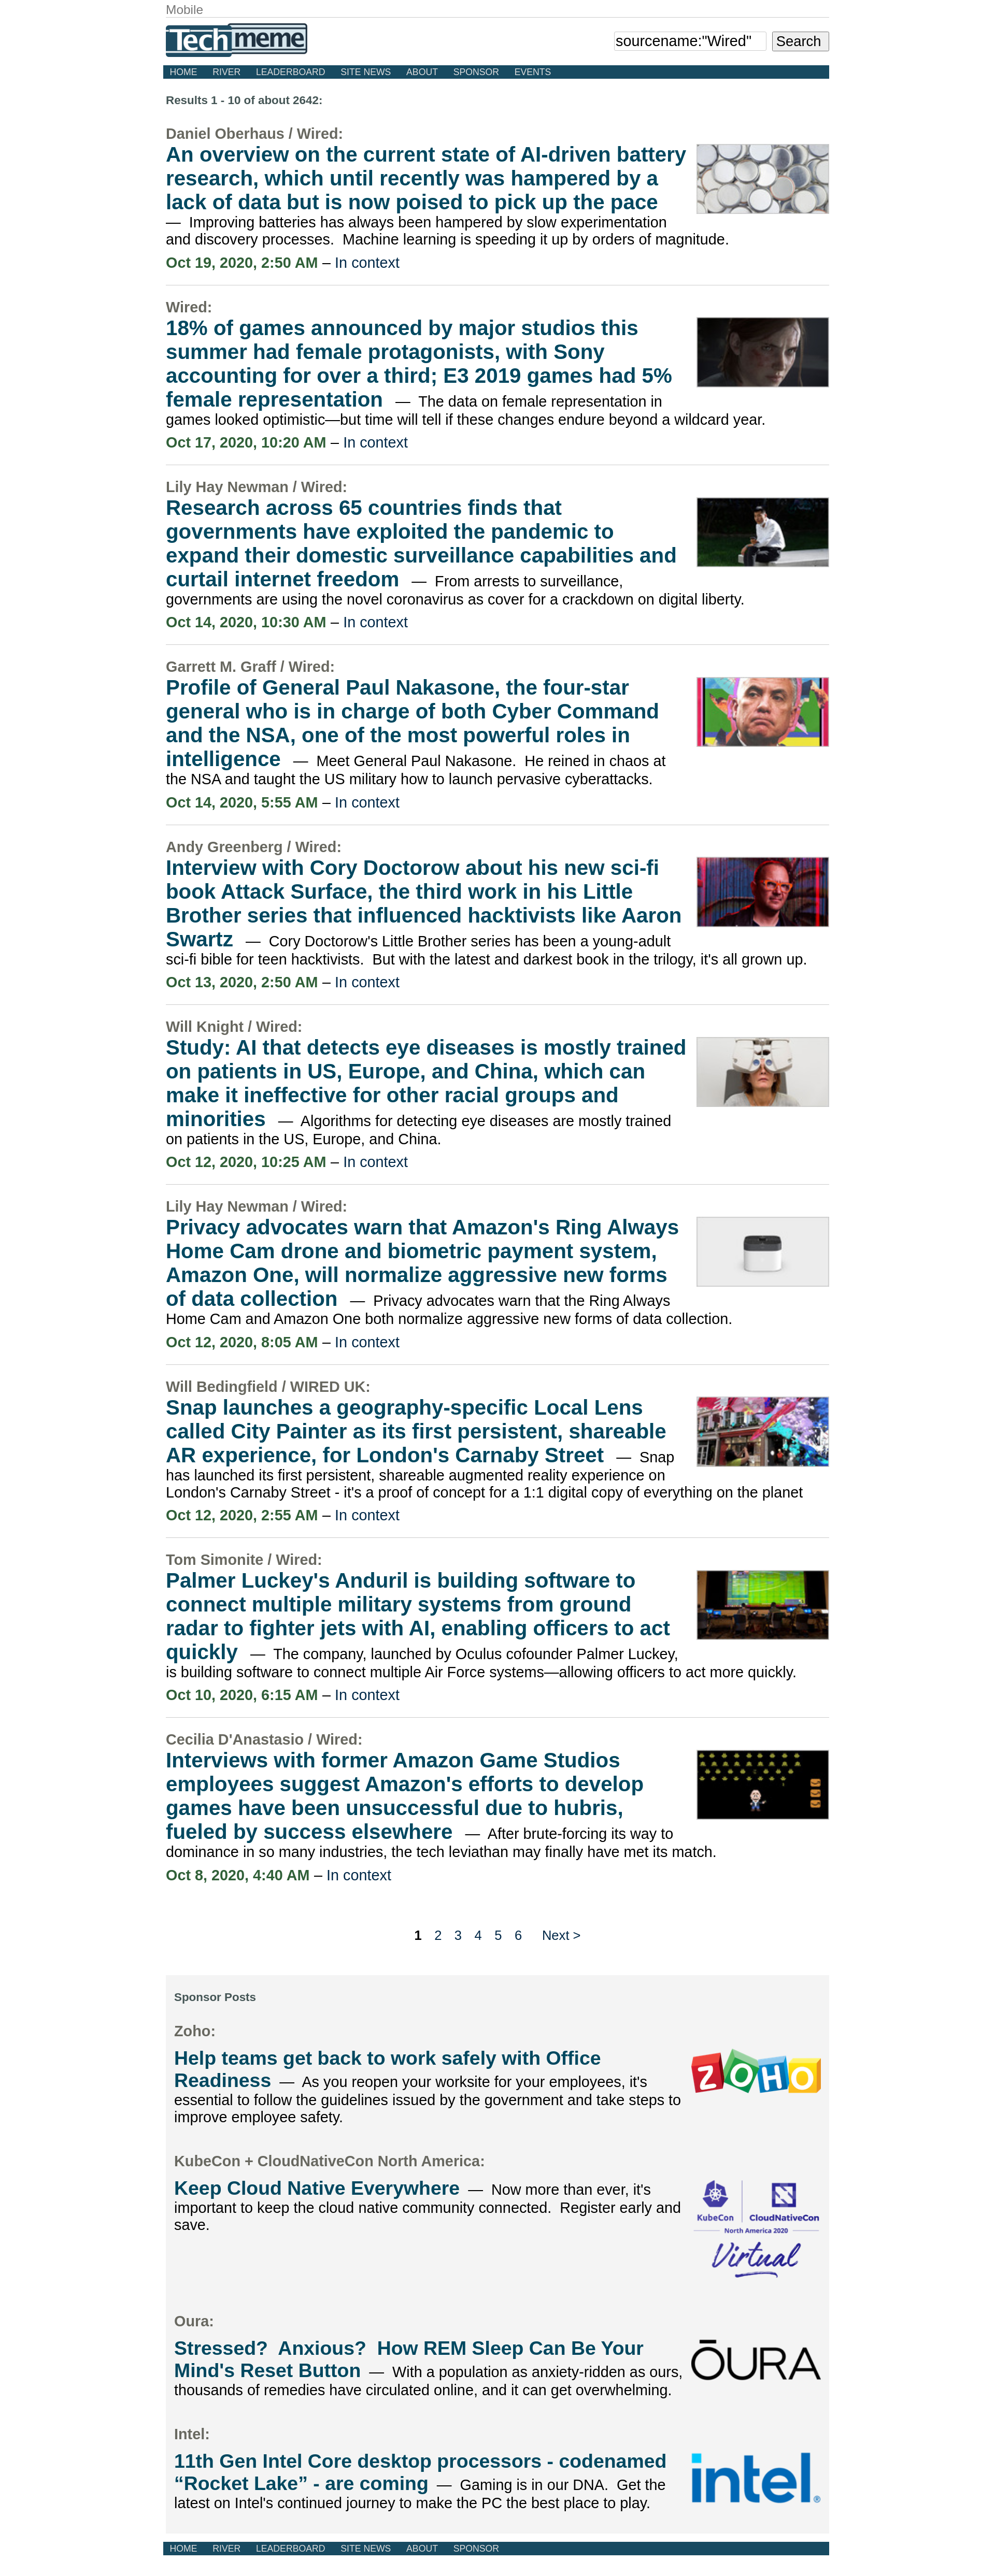 Mobile
Techmeme
sourcename:"Wired" Search
HOME RIVER LEADERBOARD SITE NEWS ABOUT SPONSOR EVENTS
Results 1 - 10 of about 2642:
Daniel Oberhaus / Wired:
An overview on the current state of AI-driven battery
research, which until recently was hampered by a
lack of data but is now poised to pick up the pace
— Improving batteries has always been hampered by slow experimentation
and discovery processes. Machine learning is speeding it up by orders of magnitude.
Oct 19, 2020, 2:50 AM – In context
Wired:
18% of games announced by major studios this
summer had female protagonists, with Sony
accounting for over a third; E3 2019 games had 5%
female representation — The data on female representation in
games looked optimistic—but time will tell if these changes endure beyond a wildcard year.
Oct 17, 2020, 10:20 AM – In context
Lily Hay Newman / Wired:
Research across 65 countries finds that
governments have exploited the pandemic to
expand their domestic surveillance capabilities and
curtail internet freedom — From arrests to surveillance,
governments are using the novel coronavirus as cover for a crackdown on digital liberty.
Oct 14, 2020, 10:30 AM – In context
Garrett M. Graff / Wired:
Profile of General Paul Nakasone, the four-star
general who is in charge of both Cyber Command
and the NSA, one of the most powerful roles in
intelligence — Meet General Paul Nakasone. He reined in chaos at
the NSA and taught the US military how to launch pervasive cyberattacks.
Oct 14, 2020, 5:55 AM – In context
Andy Greenberg / Wired:
Interview with Cory Doctorow about his new sci-fi
book Attack Surface, the third work in his Little
Brother series that influenced hacktivists like Aaron
Swartz — Cory Doctorow's Little Brother series has been a young-adult
sci-fi bible for teen hacktivists. But with the latest and darkest book in the trilogy, it's all grown up.
Oct 13, 2020, 2:50 AM – In context
Will Knight / Wired:
Study: AI that detects eye diseases is mostly trained
on patients in US, Europe, and China, which can
make it ineffective for other racial groups and
minorities — Algorithms for detecting eye diseases are mostly trained
on patients in the US, Europe, and China.
Oct 12, 2020, 10:25 AM – In context
Lily Hay Newman / Wired:
Privacy advocates warn that Amazon's Ring Always
Home Cam drone and biometric payment system,
Amazon One, will normalize aggressive new forms
of data collection — Privacy advocates warn that the Ring Always
Home Cam and Amazon One both normalize aggressive new forms of data collection.
Oct 12, 2020, 8:05 AM – In context
Will Bedingfield / WIRED UK:
Snap launches a geography-specific Local Lens
called City Painter as its first persistent, shareable
AR experience, for London's Carnaby Street — Snap
has launched its first persistent, shareable augmented reality experience on
London's Carnaby Street - it's a proof of concept for a 1:1 digital copy of everything on the planet
Oct 12, 2020, 2:55 AM – In context
Tom Simonite / Wired:
Palmer Luckey's Anduril is building software to
connect multiple military systems from ground
radar to fighter jets with AI, enabling officers to act
quickly — The company, launched by Oculus cofounder Palmer Luckey,
is building software to connect multiple Air Force systems—allowing officers to act more quickly.
Oct 10, 2020, 6:15 AM – In context
Cecilia D'Anastasio / Wired:
Interviews with former Amazon Game Studios
employees suggest Amazon's efforts to develop
games have been unsuccessful due to hubris,
fueled by success elsewhere — After brute-forcing its way to
dominance in so many industries, the tech leviathan may finally have met its match.
Oct 8, 2020, 4:40 AM – In context
1 2 3 4 5 6 Next >
Sponsor Posts
Zoho:
Help teams get back to work safely with Office
Readiness — As you reopen your worksite for your employees, it's
essential to follow the guidelines issued by the government and take steps to
improve employee safety.
ZOHO
KubeCon + CloudNativeCon North America:
Keep Cloud Native Everywhere — Now more than ever, it's
important to keep the cloud native community connected. Register early and
save.
KubeCon CloudNativeCon
North America 2020
Virtual
Oura:
Stressed? Anxious? How REM Sleep Can Be Your
Mind's Reset Button — With a population as anxiety-ridden as ours,
thousands of remedies have circulated online, and it can get overwhelming.
ŌURA
Intel:
11th Gen Intel Core desktop processors - codenamed
“Rocket Lake” - are coming — Gaming is in our DNA. Get the
latest on Intel's continued journey to make the PC the best place to play.
intel®
HOME RIVER LEADERBOARD SITE NEWS ABOUT SPONSOR